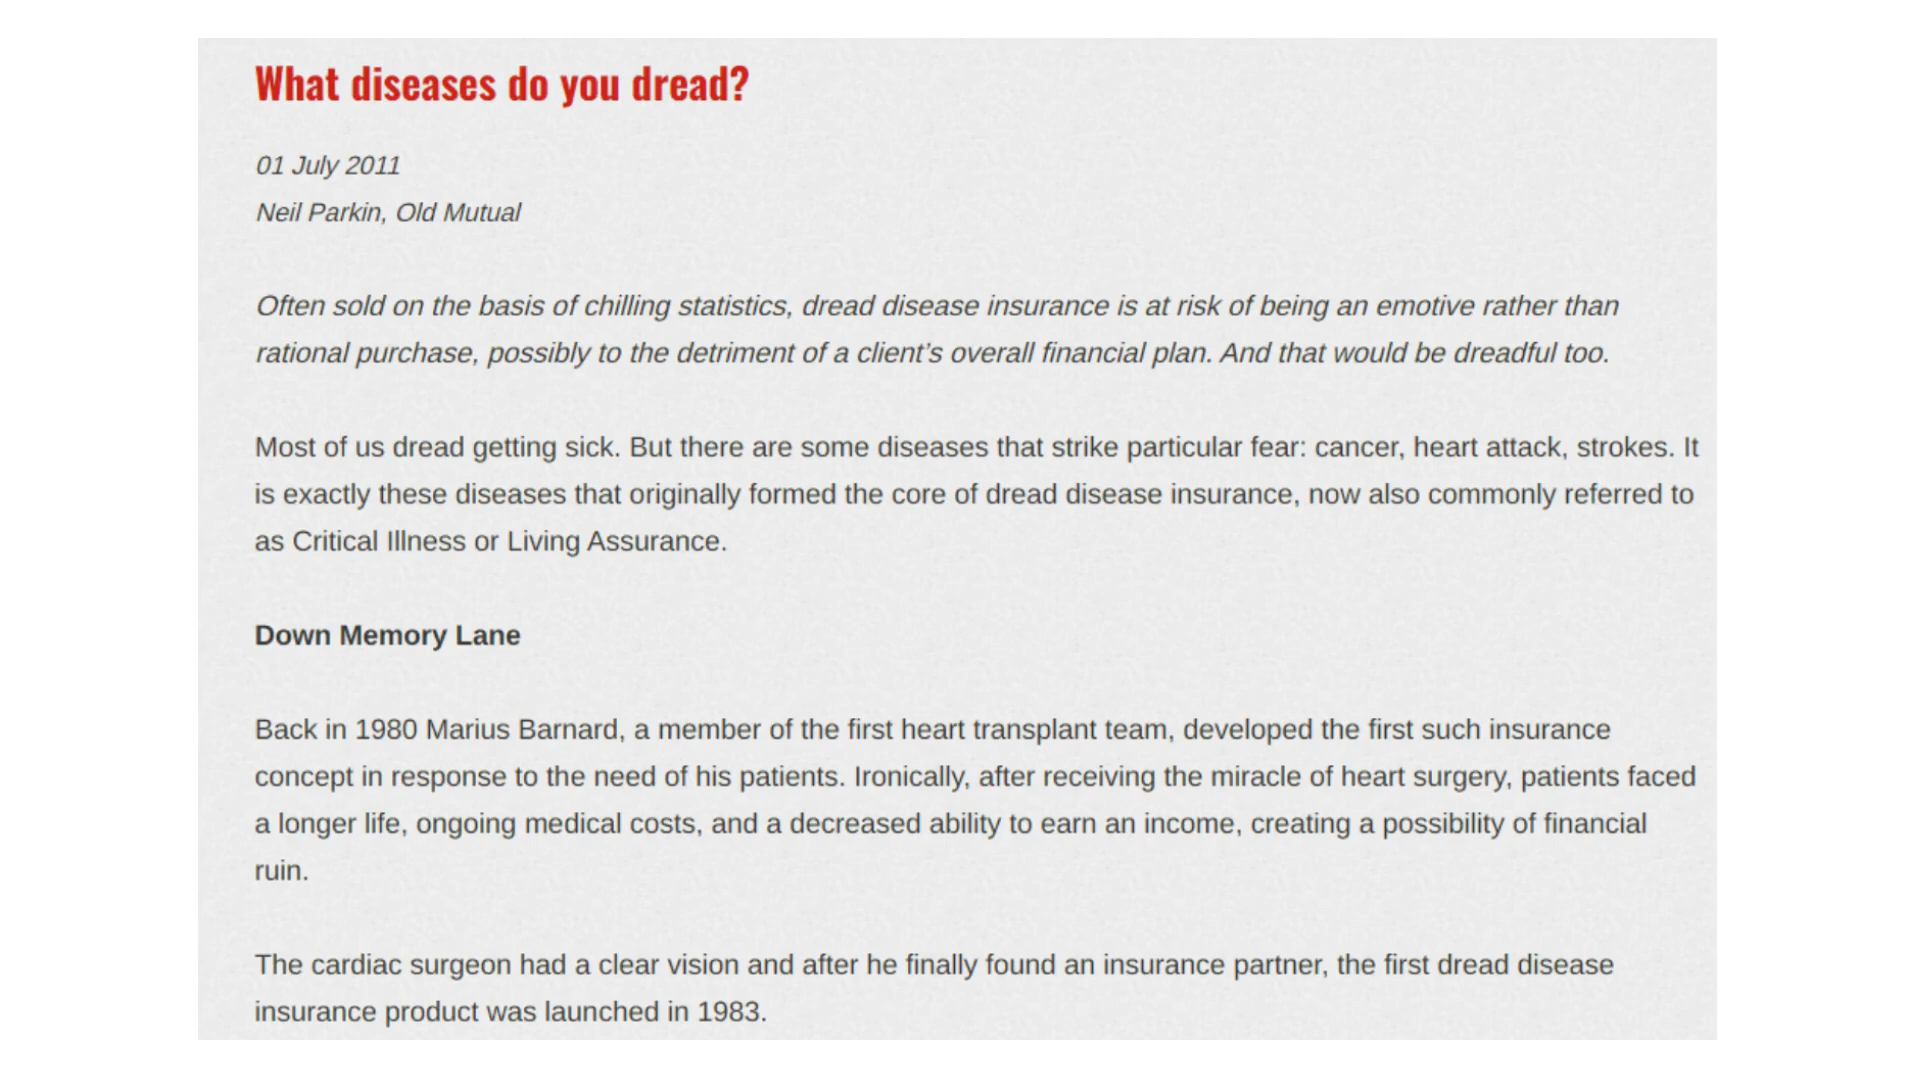 What diseases do you dread?
01 July 2011
Neil Parkin, Old Mutual
Often sold on the basis of chilling statistics, dread disease insurance is at risk of being an emotive rather than
rational purchase, possibly to the detriment of a client’s overall financial plan. And that would be dreadful too.
Most of us dread getting sick. But there are some diseases that strike particular fear: cancer, heart attack, strokes. It
is exactly these diseases that originally formed the core of dread disease insurance, now also commonly referred to
as Critical Illness or Living Assurance.
Down Memory Lane
Back in 1980 Marius Barnard, a member of the first heart transplant team, developed the first such insurance
concept in response to the need of his patients. Ironically, after receiving the miracle of heart surgery, patients faced
a longer life, ongoing medical costs, and a decreased ability to earn an income, creating a possibility of financial
ruin.
The cardiac surgeon had a clear vision and after he finally found an insurance partner, the first dread disease
insurance product was launched in 1983.